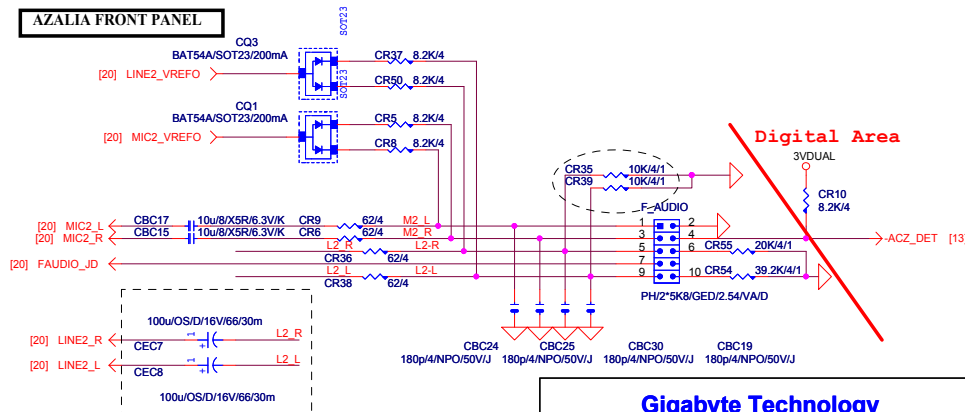 AZALIA FRONT PANEL
SOT23
CQ3
BAT54A/SOT23/200mA
CR37 8.2K/4
[20] LINE2_VREFO
SOT23
CR50 8.2K/4
CQ1
BAT54A/SOT23/200mA
CR5 8.2K/4
[20] MIC2_VREFO
CR8 8.2K/4
Digital Area
3VDUAL
CR35 10K/4/1
CR39 10K/4/1
CR10
8.2K/4
F_AUDIO
[20] MIC2_L CBC17 10u/8/X5R/6.3V/K CR9 62/4 M2_L 1 2
[20] MIC2_R CBC15 10u/8/X5R/6.3V/K CR6 62/4 M2_R 3 4 -ACZ_DET [13]
L2_R L2-R 5 6 CR55 20K/4/1
[20] FAUDIO_JD CR36 62/4 7
L2_L L2-L 9 10 CR54 39.2K/4/1
CR38 62/4
PH/2*5K8/GED/2.54/VA/D
100u/OS/D/16V/66/30m
[20] LINE2_R 1 L2_R
CEC7
[20] LINE2_L 1 L2_L
CEC8
100u/OS/D/16V/66/30m
CBC24 CBC25 CBC30 CBC19
180p/4/NPO/50V/J 180p/4/NPO/50V/J 180p/4/NPO/50V/J 180p/4/NPO/50V/J
Gigabyte Technology